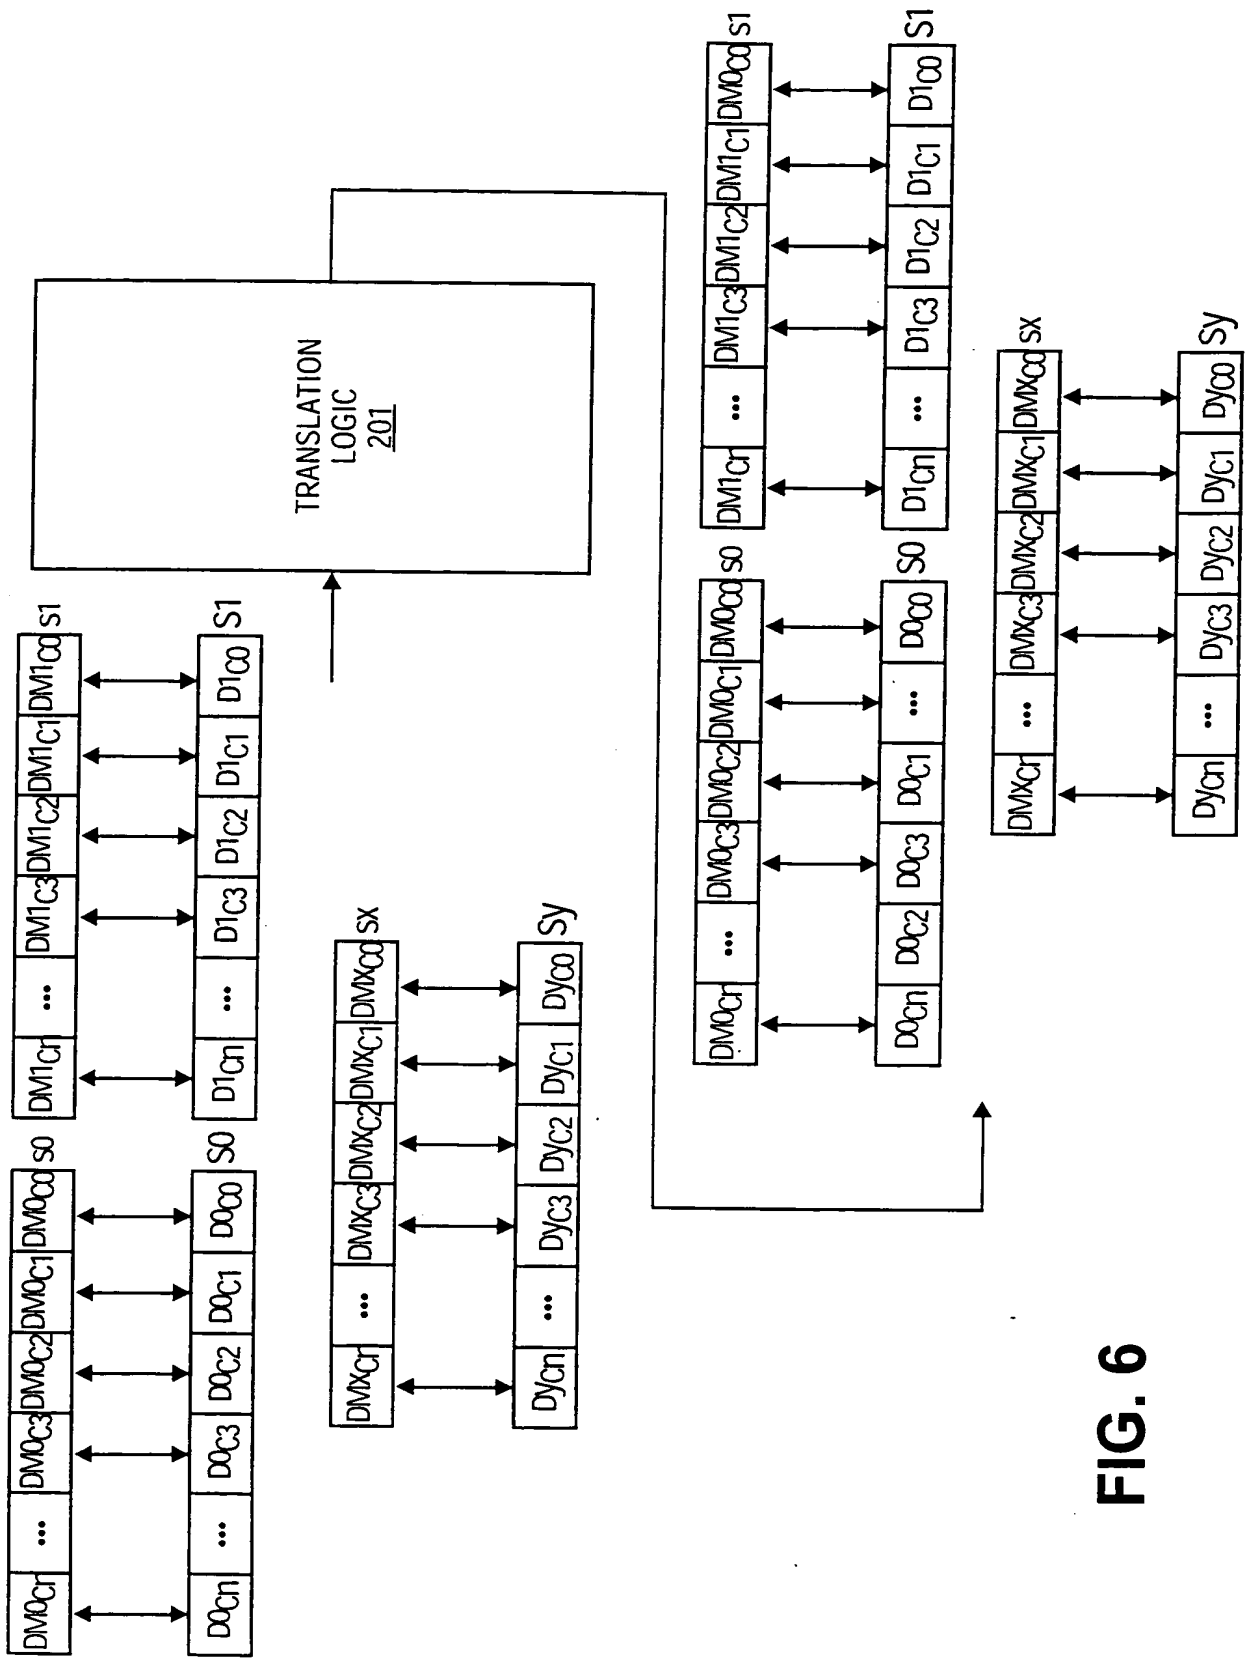 DM0Cn ... DM0C3 DM0C2 DM0C1 DM0C0 S0
D0Cn ... D0C3 D0C2 D0C1 D0C0 S0
DM1Cn ... DM1C3 DM1C2 DM1C1 DM1C0 S1
D1Cn ... D1C3 D1C2 D1C1 D1C0 S1
DMXCn ... DMXC3 DMXC2 DMXC1 DMXC0 SX
DyCn ... DyC3 DyC2 DyC1 DyC0 Sy
TRANSLATION
LOGIC
201
DM0Cn ... DM0C3 DM0C2 DM0C1 DM0C0 S0
D0Cn D0C2 D0C3 D0C1 ... D0C0 S0
DM1Cn ... DM1C3 DM1C2 DM1C1 DM0C0 S1
D1Cn ... D1C3 D1C2 D1C1 D1C0 S1
DMXCn ... DMXC3 DMXC2 DMXC1 DMXC0 SX
DyCn ... DyC3 DyC2 DyC1 DyC0 Sy
FIG. 6